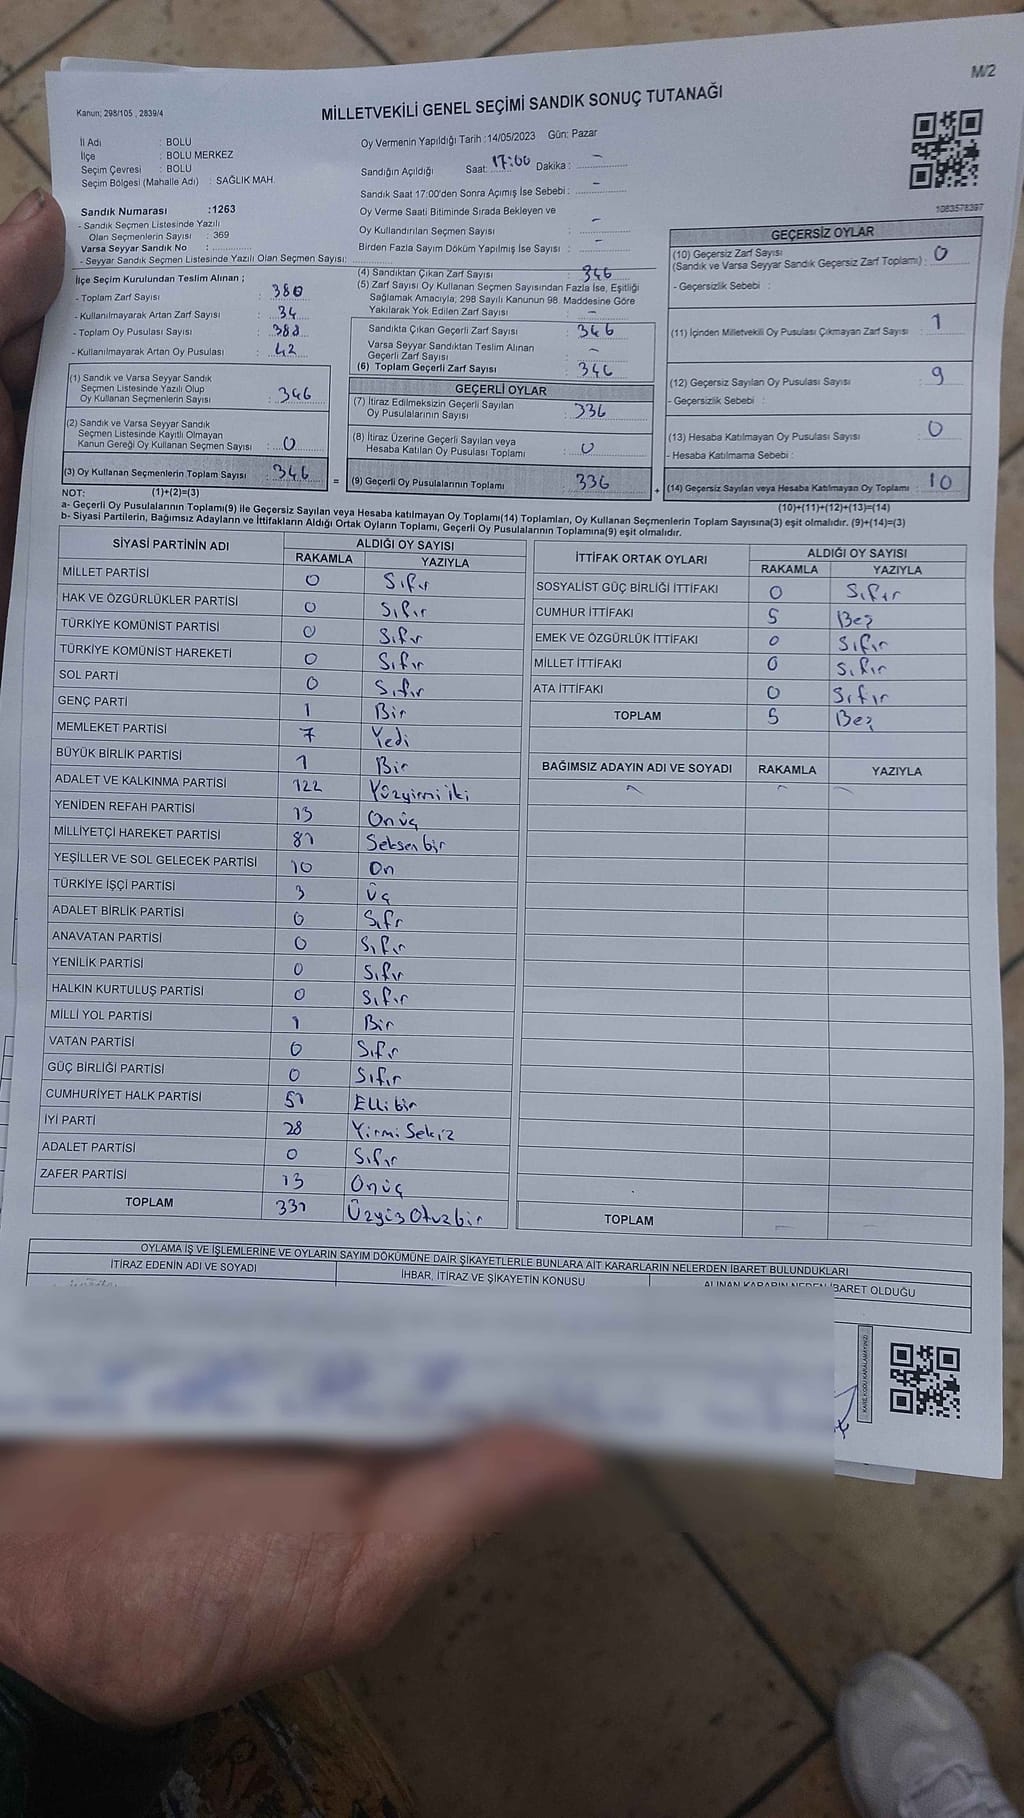 M/2
Kanun; 298/105 , 2839/4
MİLLETVEKİLİ GENEL SEÇİMİ SANDIK SONUÇ TUTANAĞI
İl Adı : BOLU
İlçe : BOLU MERKEZ
Seçim Çevresi : BOLU
Seçim Bölgesi (Mahalle Adı) : SAĞLIK MAH.
Sandık Numarası :1263
- Sandık Seçmen Listesinde Yazılı
Olan Seçmenlerin Sayısı : 369
Varsa Seyyar Sandık No :
- Seyyar Sandık Seçmen Listesinde Yazılı Olan Seçmen Sayısı:
İlçe Seçim Kurulundan Teslim Alınan ;
- Toplam Zarf Sayısı : 380
- Kullanılmayarak Artan Zarf Sayısı : 34
- Toplam Oy Pusulası Sayısı : 388
- Kullanılmayarak Artan Oy Pusulası : 42
(1) Sandık ve Varsa Seyyar Sandık
Seçmen Listesinde Yazılı Olup
Oy Kullanan Seçmenlerin Sayısı : 346
(2) Sandık ve Varsa Seyyar Sandık
Seçmen Listesinde Kayıtlı Olmayan
Kanun Gereği Oy Kullanan Seçmen Sayısı : 0
(3) Oy Kullanan Seçmenlerin Toplam Sayısı : 346
Oy Vermenin Yapıldığı Tarih :14/05/2023 Gün: Pazar
Sandığın Açıldığı Saat: 17:00 Dakika : -
Sandık Saat 17:00'den Sonra Açımış İse Sebebi : -
Oy Verme Saati Bitiminde Sırada Bekleyen ve
Oy Kullandırılan Seçmen Sayısı : -
Birden Fazla Sayım Döküm Yapılmış İse Sayısı : -
(4) Sandıktan Çıkan Zarf Sayısı : 346
(5) Zarf Sayısı Oy Kullanan Seçmen Sayısından Fazla İse, Eşitliği
Sağlamak Amacıyla; 298 Sayılı Kanunun 98. Maddesine Göre
Yakılarak Yok Edilen Zarf Sayısı : -
Sandıkta Çıkan Geçerli Zarf Sayısı : 346
Varsa Seyyar Sandıktan Teslim Alınan
Geçerli Zarf Sayısı : -
(6) Toplam Geçerli Zarf Sayısı : 346
GEÇERLİ OYLAR
(7) İtiraz Edilmeksizin Geçerli Sayılan
Oy Pusulalarının Sayısı : 336
(8) İtiraz Üzerine Geçerli Sayılan veya
Hesaba Katılan Oy Pusulası Toplamı : 0
= (9) Geçerli Oy Pusulalarının Toplamı : 336
1083578397
GEÇERSİZ OYLAR
(10) Geçersiz Zarf Sayısı
(Sandık ve Varsa Seyyar Sandık Geçersiz Zarf Toplamı) : 0
- Geçersizlik Sebebi :
(11) İçinden Milletvekili Oy Pusulası Çıkmayan Zarf Sayısı : 1
(12) Geçersiz Sayılan Oy Pusulası Sayısı : 9
- Geçersizlik Sebebi :
(13) Hesaba Katılmayan Oy Pusulası Sayısı : 0
- Hesaba Katılmama Sebebi :
+ (14) Geçersiz Sayılan veya Hesaba Katılmayan Oy Toplamı : 10
NOT: (1)+(2)=(3) (10)+(11)+(12)+(13)=(14)
a- Geçerli Oy Pusulalarının Toplamı(9) ile Geçersiz Sayılan veya Hesaba katılmayan Oy Toplamı(14) Toplamları, Oy Kullanan Seçmenlerin Toplam Sayısına(3) eşit olmalıdır. (9)+(14)=(3)
b- Siyasi Partilerin, Bağımsız Adayların ve İttifakların Aldığı Ortak Oyların Toplamı, Geçerli Oy Pusulalarının Toplamına(9) eşit olmalıdır.
SİYASİ PARTİNİN ADI ALDIĞI OY SAYISI
RAKAMLA YAZIYLA
MİLLET PARTİSİ 0 Sıfır
HAK VE ÖZGÜRLÜKLER PARTİSİ 0 Sıfır
TÜRKİYE KOMÜNİST PARTİSİ 0 Sıfır
TÜRKİYE KOMÜNİST HAREKETİ 0 Sıfır
SOL PARTİ 0 Sıfır
GENÇ PARTİ 1 Bir
MEMLEKET PARTİSİ 7 Yedi
BÜYÜK BİRLİK PARTİSİ 1 Bir
ADALET VE KALKINMA PARTİSİ 122 Yüzyirmi iki
YENİDEN REFAH PARTİSİ 13 Onüç
MİLLİYETÇİ HAREKET PARTİSİ 81 Seksen bir
YEŞİLLER VE SOL GELECEK PARTİSİ 10 On
TÜRKİYE İŞÇİ PARTİSİ 3 Üç
ADALET BİRLİK PARTİSİ 0 Sıfır
ANAVATAN PARTİSİ 0 Sıfır
YENİLİK PARTİSİ 0 Sıfır
HALKIN KURTULUŞ PARTİSİ 0 Sıfır
MİLLİ YOL PARTİSİ 1 Bir
VATAN PARTİSİ 0 Sıfır
GÜÇ BİRLİĞİ PARTİSİ 0 Sıfır
CUMHURİYET HALK PARTİSİ 51 Elli bir
İYİ PARTİ 28 Yirmi Sekiz
ADALET PARTİSİ 0 Sıfır
ZAFER PARTİSİ 13 Onüç
TOPLAM 331 Üzyüz Otuz bir
İTTİFAK ORTAK OYLARI ALDIĞI OY SAYISI
RAKAMLA YAZIYLA
SOSYALİST GÜÇ BİRLİĞİ İTTİFAKI 0 Sıfır
CUMHUR İTTİFAKI 5 Beş
EMEK VE ÖZGÜRLÜK İTTİFAKI 0 Sıfır
MİLLET İTTİFAKI 0 Sıfır
ATA İTTİFAKI 0 Sıfır
TOPLAM 5 Beş
BAĞIMSIZ ADAYIN ADI VE SOYADI RAKAMLA YAZIYLA
- - -
TOPLAM - -
OYLAMA İŞ VE İŞLEMLERİNE VE OYLARIN SAYIM DÖKÜMÜNE DAİR ŞİKAYETLERLE BUNLARA AİT KARARLARIN NELERDEN İBARET BULUNDUKLARI
İTİRAZ EDENİN ADI VE SOYADI İHBAR, İTİRAZ VE ŞİKAYETİN KONUSU ALINAN KARARIN NEDEN İBARET OLDUĞU
KARE KODU KARALAMAYINIZ!